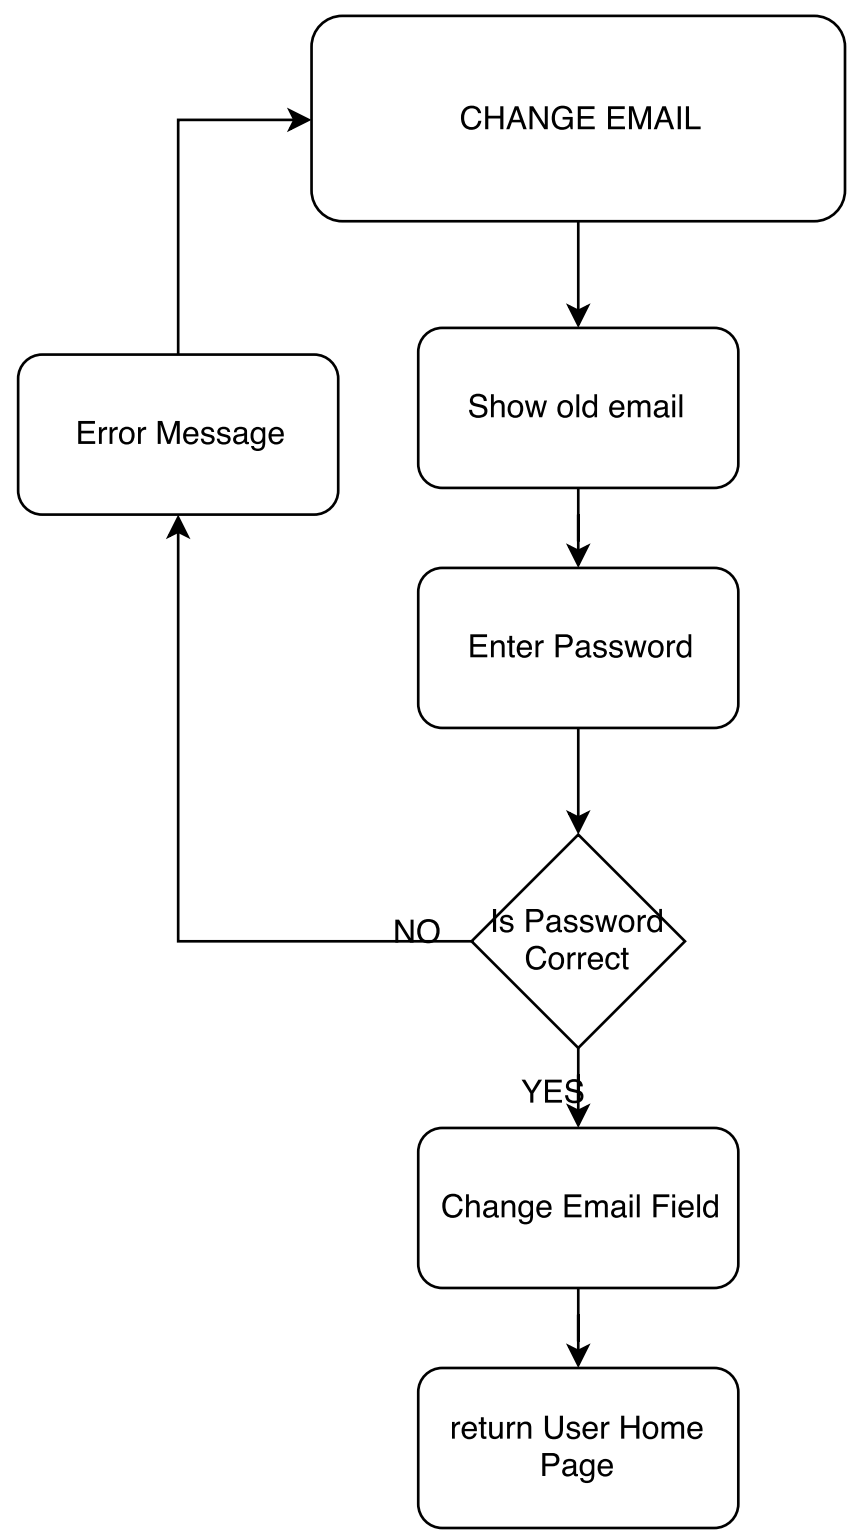 CHANGE EMAIL
Show old email
Error Message
Enter Password
Is Password
Correct
NO
YES
Change Email Field
return User Home
Page